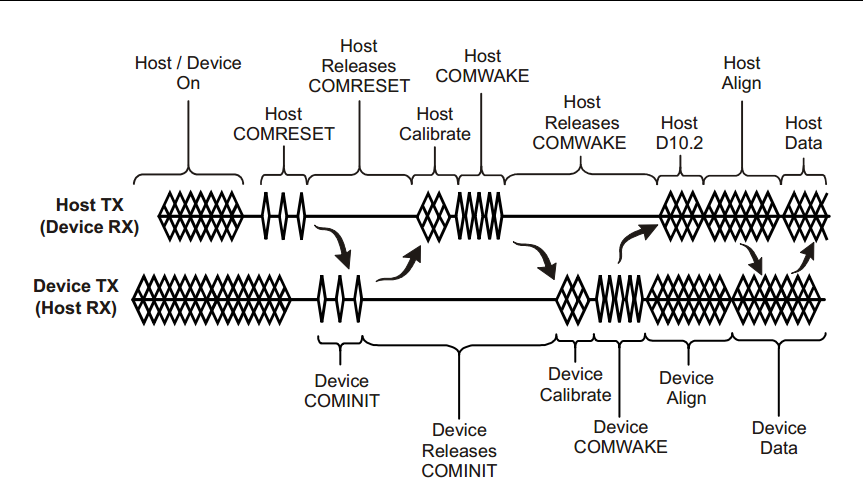 Host / Device
On
Host
COMRESET
Host
Releases
COMRESET
Host
Calibrate
Host
COMWAKE
Host
Releases
COMWAKE
Host
D10.2
Host
Align
Host
Data
Host TX
(Device RX)
Device TX
(Host RX)
Device
COMINIT
Device
Releases
COMINIT
Device
Calibrate
Device
COMWAKE
Device
Align
Device
Data